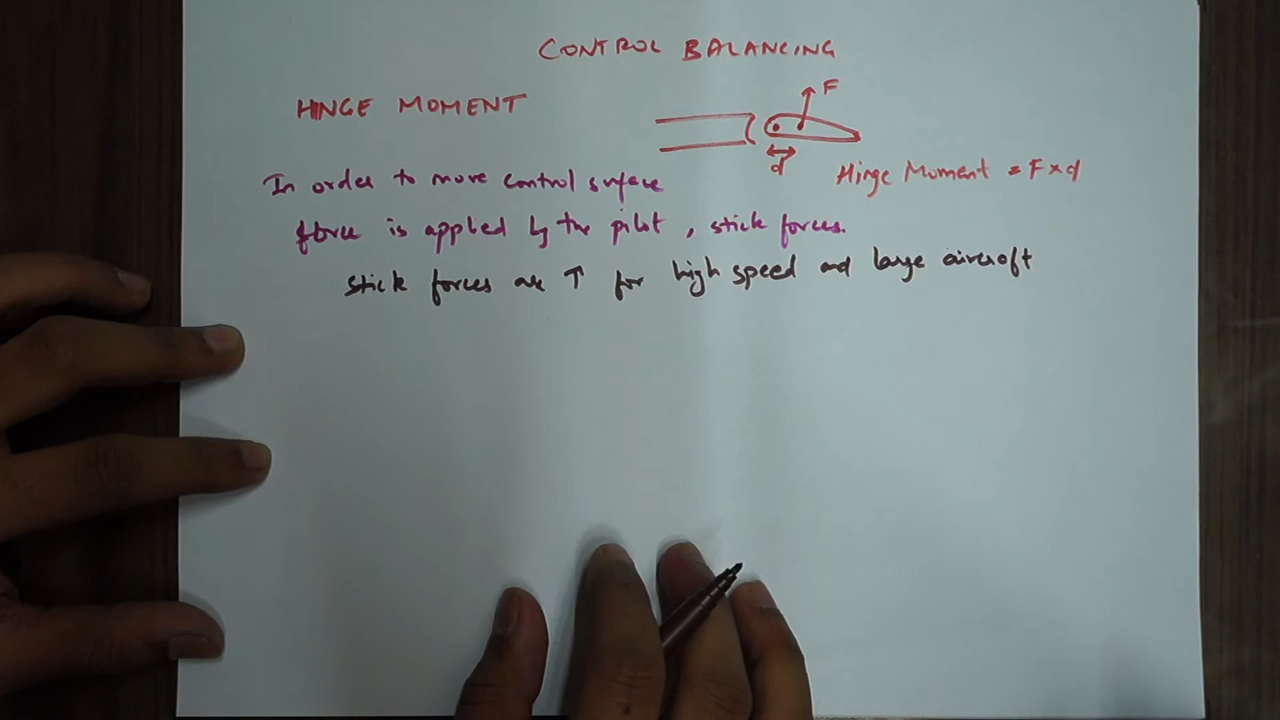 CONTROL BALANCING
HINGE MOMENT
F
d
Hinge Moment = F x d
In order to move control surface
force is applied by the pilot, stick forces.
stick forces are ↑ for high speed and large aircraft